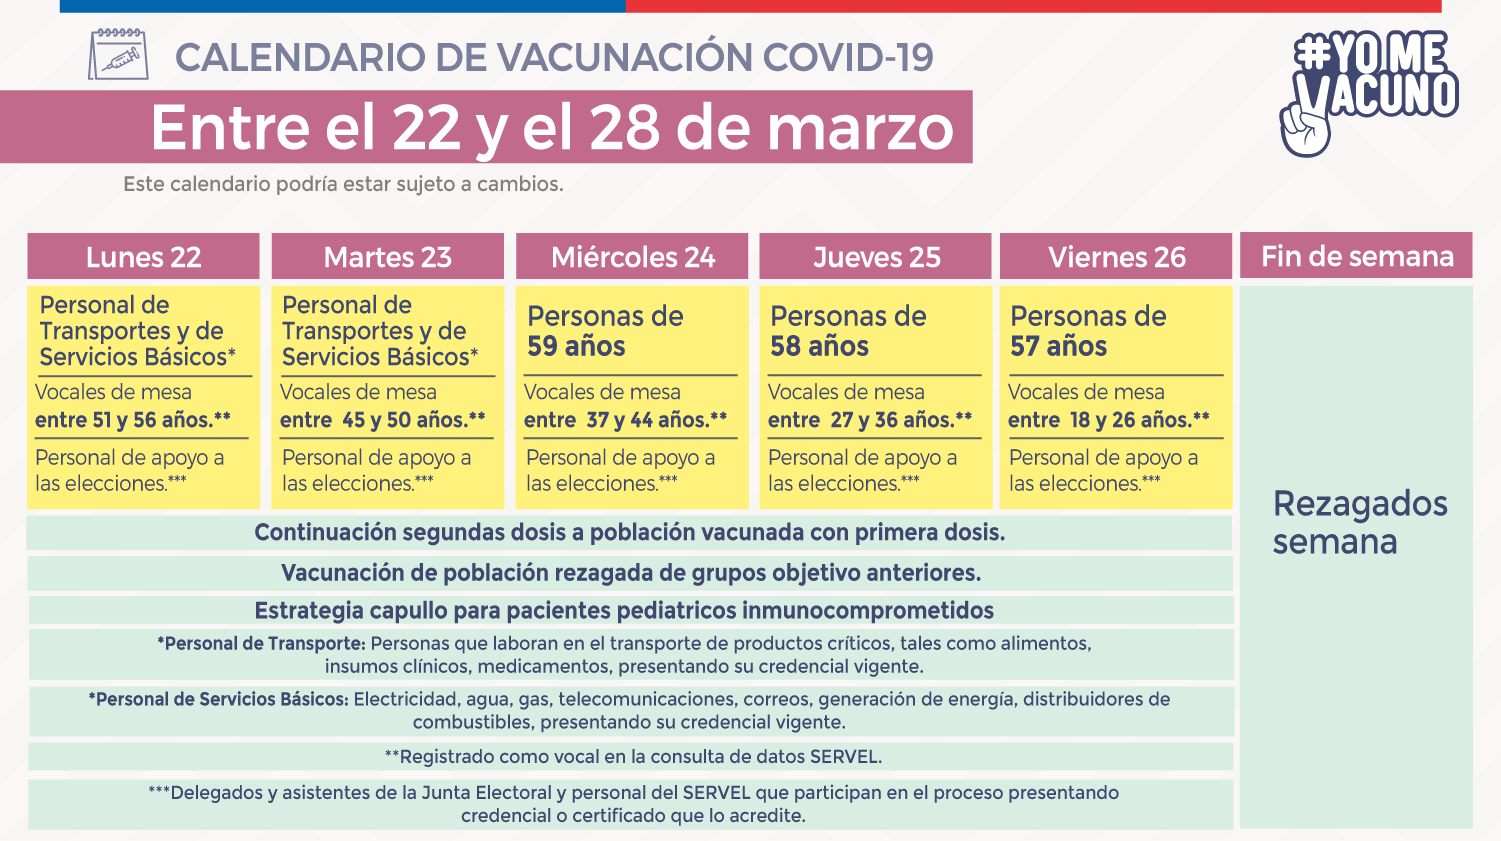 CALENDARIO DE VACUNACIÓN COVID-19
#YO ME
VACUNO
Entre el 22 y el 28 de marzo
Este calendario podría estar sujeto a cambios.
Lunes 22
Personal de
Transportes y de
Servicios Básicos*
Vocales de mesa
entre 51 y 56 años.**
Personal de apoyo a
las elecciones.***
Martes 23
Personal de
Transportes y de
Servicios Básicos*
Vocales de mesa
entre 45 y 50 años.**
Personal de apoyo a
las elecciones.***
Miércoles 24
Personas de
59 años
Vocales de mesa
entre 37 y 44 años.**
Personal de apoyo a
las elecciones.***
Jueves 25
Personas de
58 años
Vocales de mesa
entre 27 y 36 años.**
Personal de apoyo a
las elecciones.***
Viernes 26
Personas de
57 años
Vocales de mesa
entre 18 y 26 años.**
Personal de apoyo a
las elecciones.***
Fin de semana
Rezagados
semana
Continuación segundas dosis a población vacunada con primera dosis.
Vacunación de población rezagada de grupos objetivo anteriores.
Estrategia capullo para pacientes pediatricos inmunocomprometidos
*Personal de Transporte: Personas que laboran en el transporte de productos críticos, tales como alimentos,
insumos clínicos, medicamentos, presentando su credencial vigente.
*Personal de Servicios Básicos: Electricidad, agua, gas, telecomunicaciones, correos, generación de energía, distribuidores de
combustibles, presentando su credencial vigente.
**Registrado como vocal en la consulta de datos SERVEL.
***Delegados y asistentes de la Junta Electoral y personal del SERVEL que participan en el proceso presentando
credencial o certificado que lo acredite.